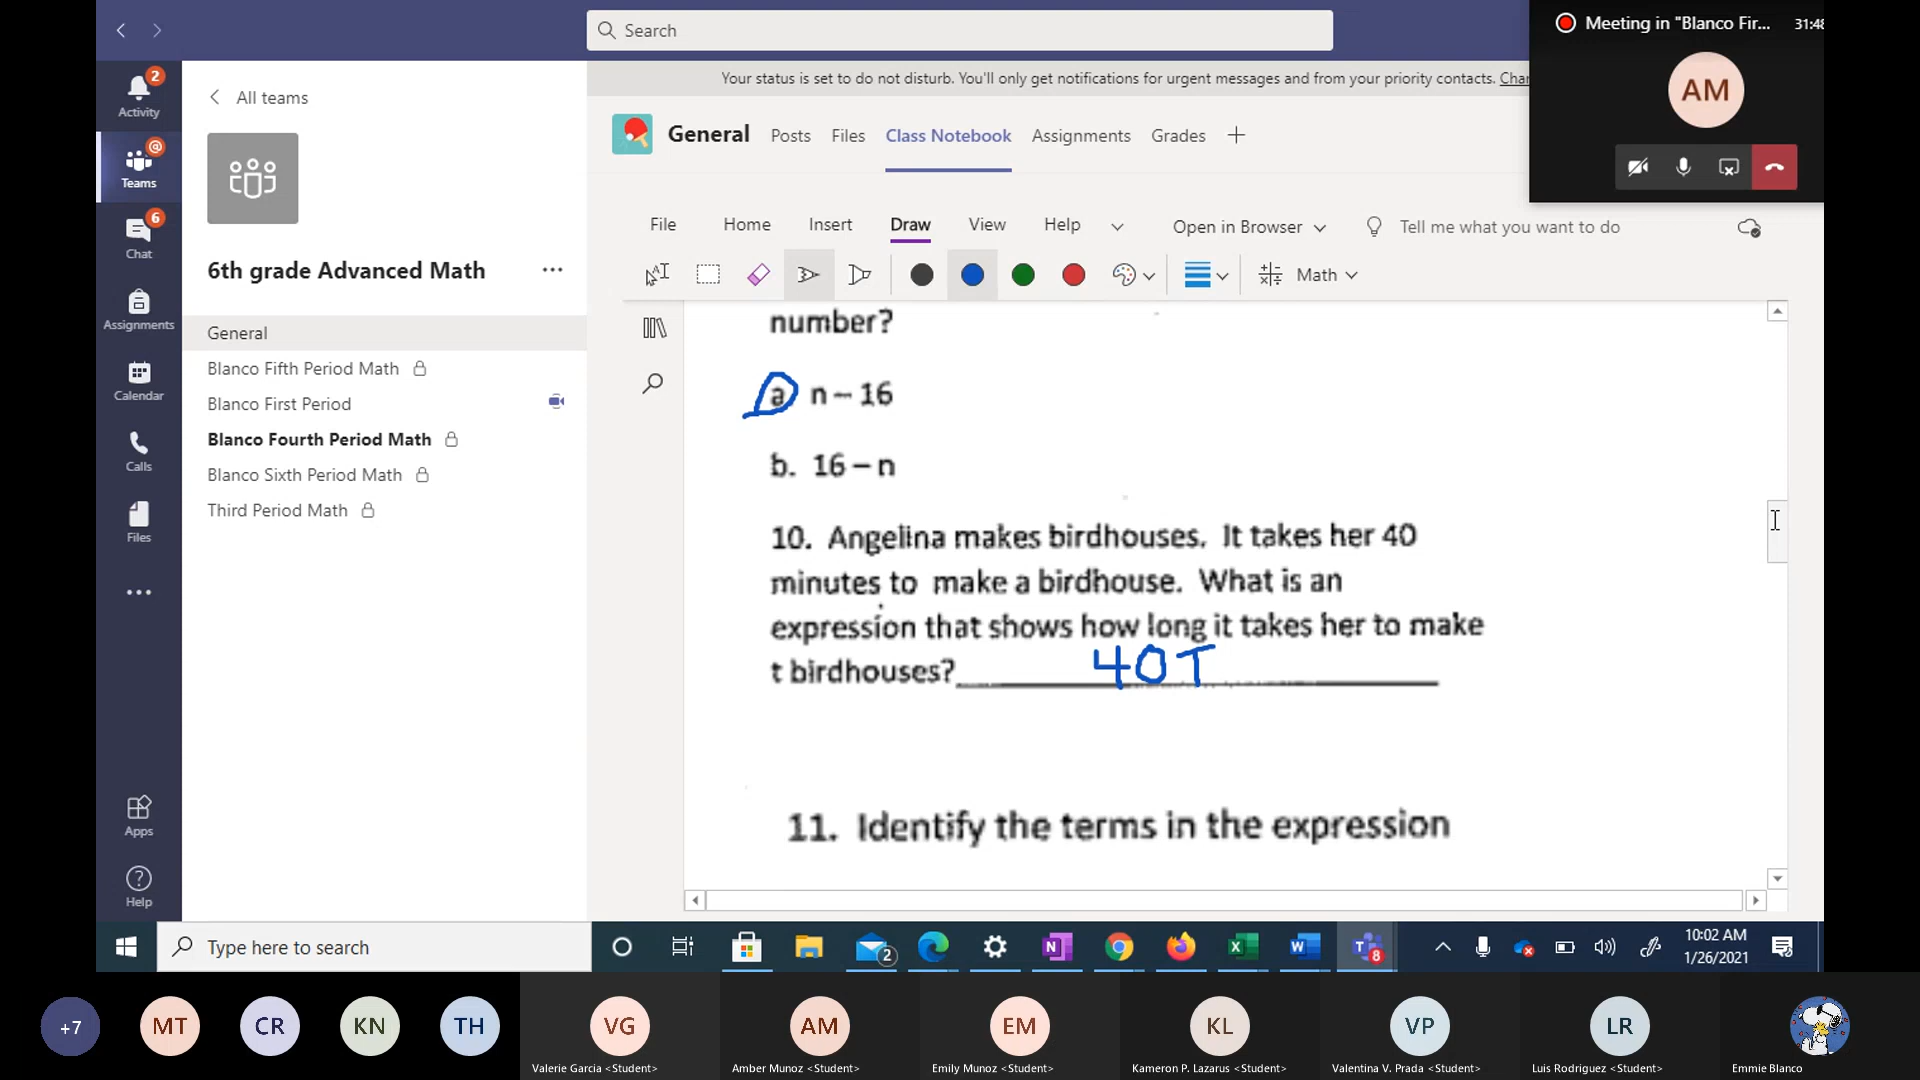 Search
Meeting in "Blanco Fir...
31:48
AM
Your status is set to do not disturb. You'll only get notifications for urgent messages and from your priority contacts.
2
Activity
@
Teams
6
Chat
Assignments
Calendar
Calls
Files
Apps
Help
All teams
6th grade Advanced Math
General
Blanco Fifth Period Math
Blanco First Period
Blanco Fourth Period Math
Blanco Sixth Period Math
Third Period Math
General
Posts
Files
Class Notebook
Assignments
Grades
File
Home
Insert
Draw
View
Help
Open in Browser
Tell me what you want to do
Math
number?
a n – 16
b. 16 – n
10. Angelina makes birdhouses. It takes her 40
minutes to make a birdhouse. What is an
expression that shows how long it takes her to make
t birdhouses? 40T
11. Identify the terms in the expression
Type here to search
2
8
10:02 AM
1/26/2021
+7
MT
CR
KN
TH
VG
Valerie Garcia <Student>
AM
Amber Munoz <Student>
EM
Emily Munoz <Student>
KL
Kameron P. Lazarus <Student>
VP
Valentina V. Prada <Student>
LR
Luis Rodriguez <Student>
Emmie Blanco